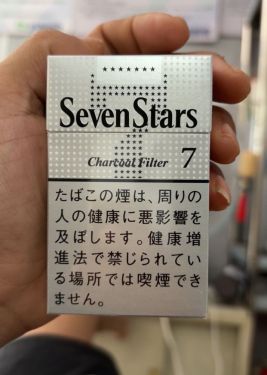 Seven Stars
Charcoal Filter 7
たばこの煙は、周りの
人の健康に悪影響を
及ぼします。健康増
進法で禁じられてい
る場所では喫煙でき
ません。